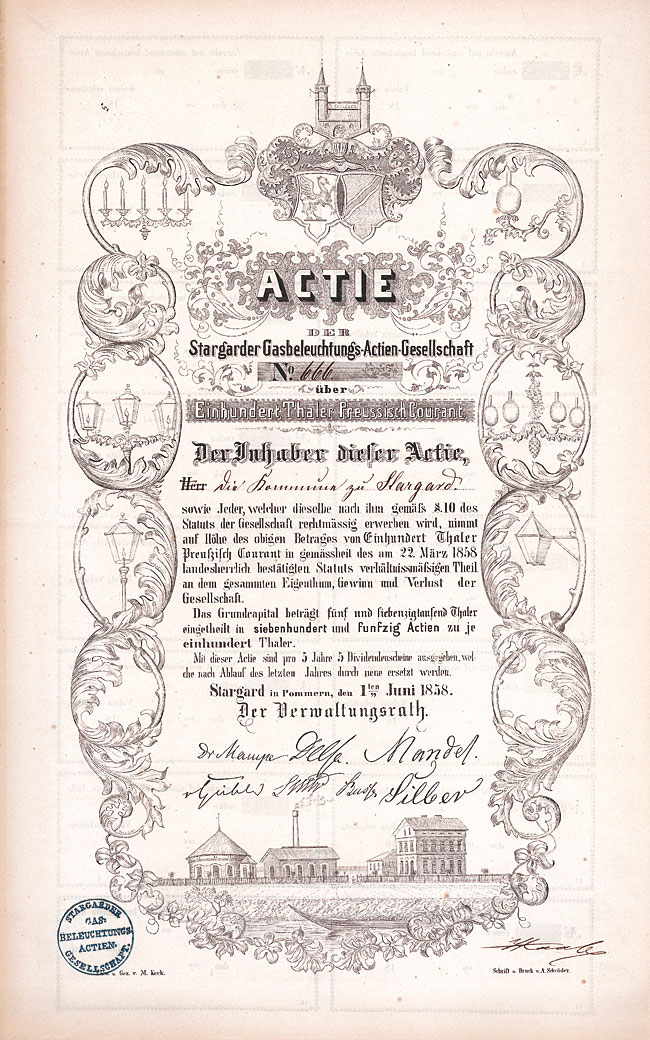 ACTIE
DER
Stargarder Gasbeleuchtungs-Actien-Gesellschaft
No. 666
über
Einhundert Thaler Preussisch Courant
Der Inhaber dieser Actie,
Herr die Kommune zu Stargard.
sowie Jeder, welcher dieselbe nach ihm gemäß §.10 des
Statuts der Gesellschaft rechtmässig erwerben wird, nimmt
auf Höhe des obigen Betrages von Einhundert Thaler
Preußisch Courant in gemässheit des am 22. März 1858
landesherrlich bestätigten Statuts verhältnissmäßigen Theil
an dem gesammten Eigenthum, Gewinn und Verlust der
Gesellschaft.
Das Grundcapital beträgt fünf und siebenzigtausend Thaler
eingetheilt in siebenhundert und funfzig Actien zu je
einhundert Thaler.
Mit dieser Actie sind pro 5 Jahre 5 Dividendenscheine ausgegeben, wel-
che nach Ablauf des letzten Jahres durch neue ersetzt werden.
Stargard in Pommern, den 1ten Juni 1858.
Der Verwaltungsrath.
Mandel.
Silber
STARGARDER
GAS-
BELEUCHTUNGS
ACTIEN-
GESELLSCHAFT.
u. Gez. v. M. Keck.
Schrift u. Druck v. A. Schröder.